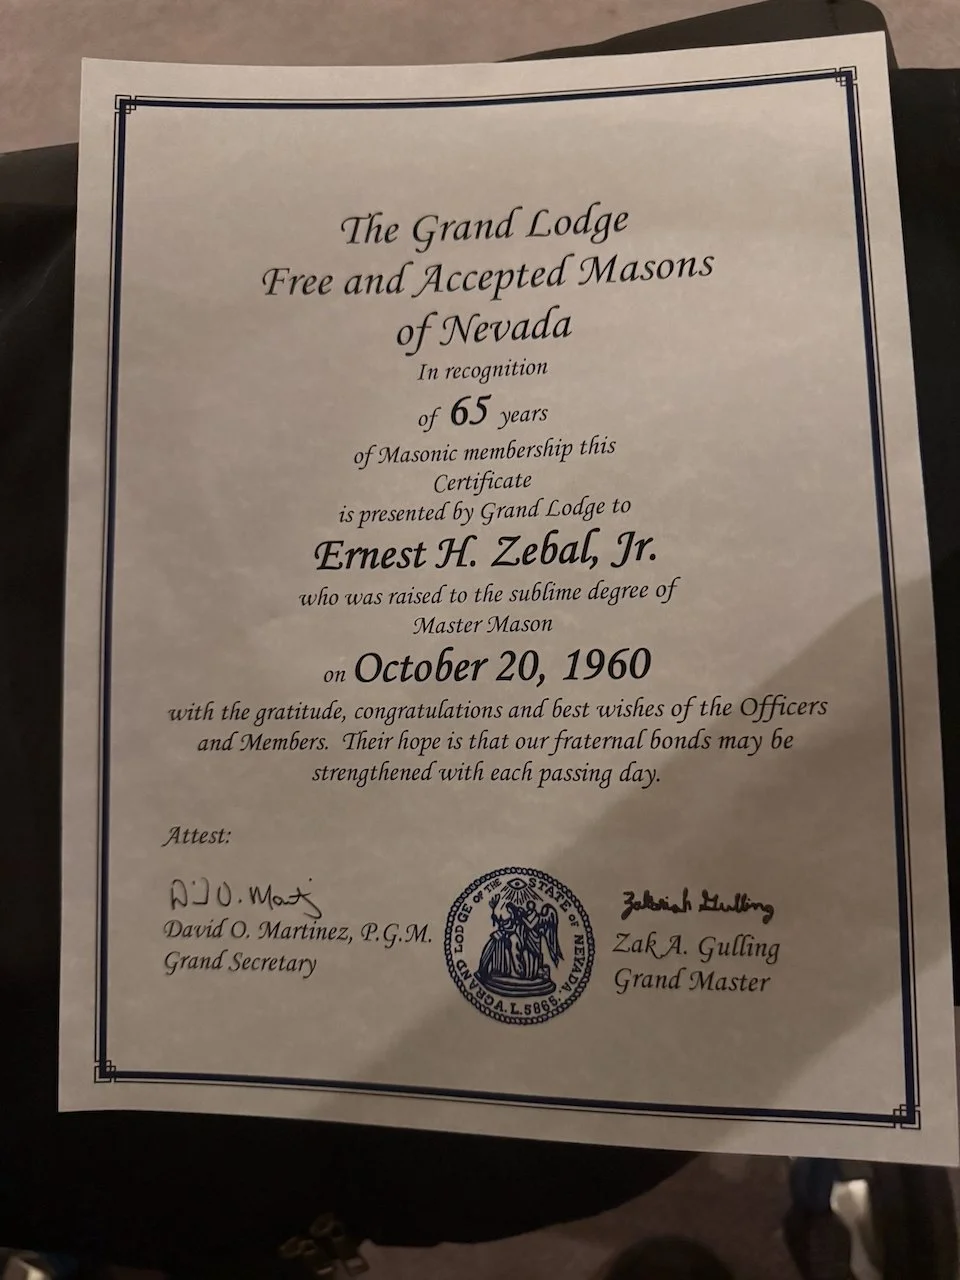 The Grand Lodge
Free and Accepted Masons
of Nevada
In recognition
of 65 years
of Masonic membership this
Certificate
is presented by Grand Lodge to
Ernest H. Zebal, Jr.
who was raised to the sublime degree of
Master Mason
on October 20, 1960
with the gratitude, congratulations and best wishes of the Officers
and Members. Their hope is that our fraternal bonds may be
strengthened with each passing day.
Attest:
David O. Martinez, P.G.M.
Grand Secretary
GRAND LODGE OF THE STATE OF NEVADA.
A.L.5865.
Zak A. Gulling
Grand Master